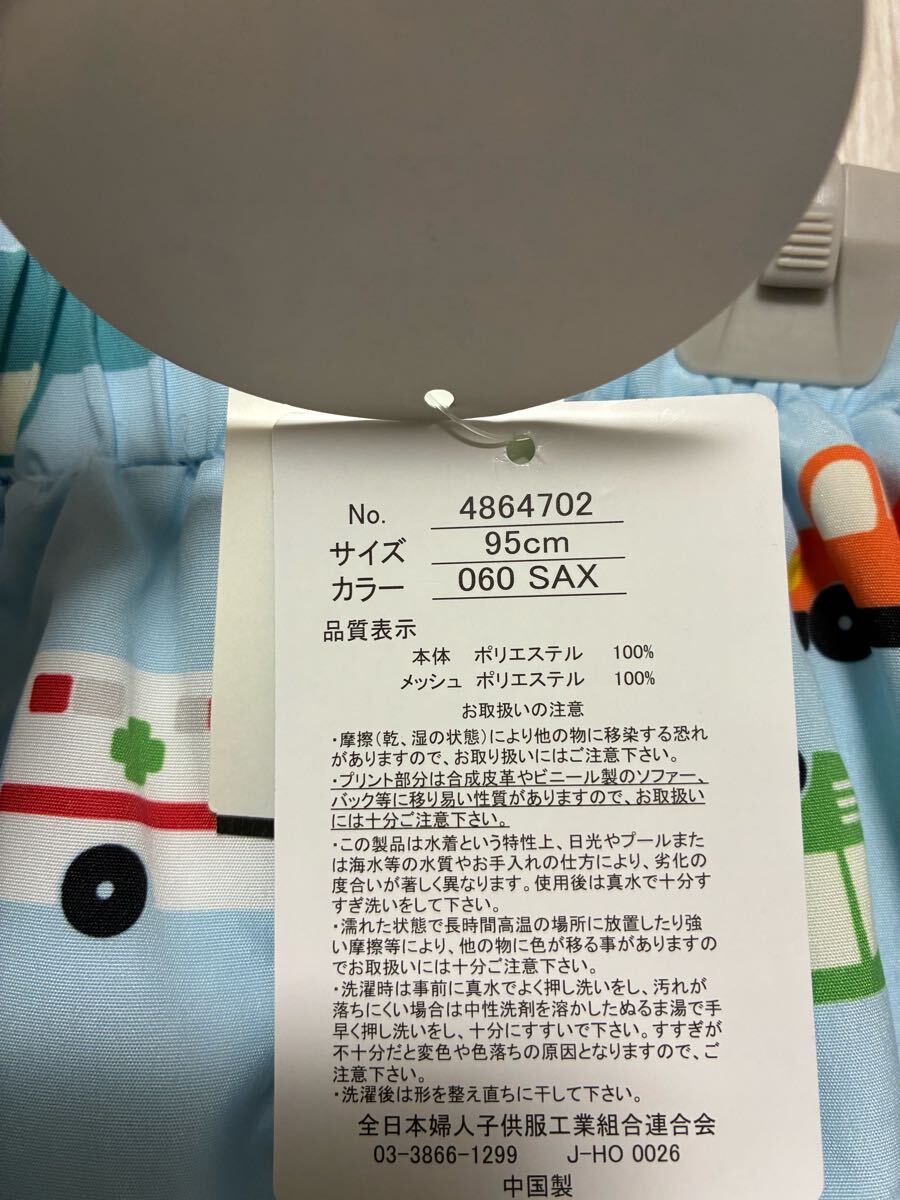 No. 4864702
サイズ 95cm
カラー 060 SAX
品質表示
本体 ポリエステル 100%
メッシュ ポリエステル 100%
お取扱いの注意
・摩擦(乾、湿の状態)により他の物に移染する恐れ
がありますので、お取り扱いにはご注意下さい。
・プリント部分は合成皮革やビニール製のソファー、
バック等に移り易い性質がありますので、お取扱い
には十分ご注意下さい。
・この製品は水着という特性上、日光やプールまた
は海水等の水質やお手入れの仕方により、劣化の
度合いが著しく異なります。使用後は真水で十分す
すぎ洗いをして下さい。
・濡れた状態で長時間高温の場所に放置したり強
い摩擦等により、他の物に色が移る事がありますの
でお取扱いには十分ご注意下さい。
・洗濯時は事前に真水でよく押し洗いをし、汚れが
落ちにくい場合は中性洗剤を溶かしたぬるま湯で手
早く押し洗いをし、十分にすすいで下さい。すすぎが
不十分だと変色や色落ちの原因となりますので、ご
注意下さい。
・洗濯後は形を整え直ちに干して下さい。
全日本婦人子供服工業組合連合会
03-3866-1299 J-HO 0026
中国製